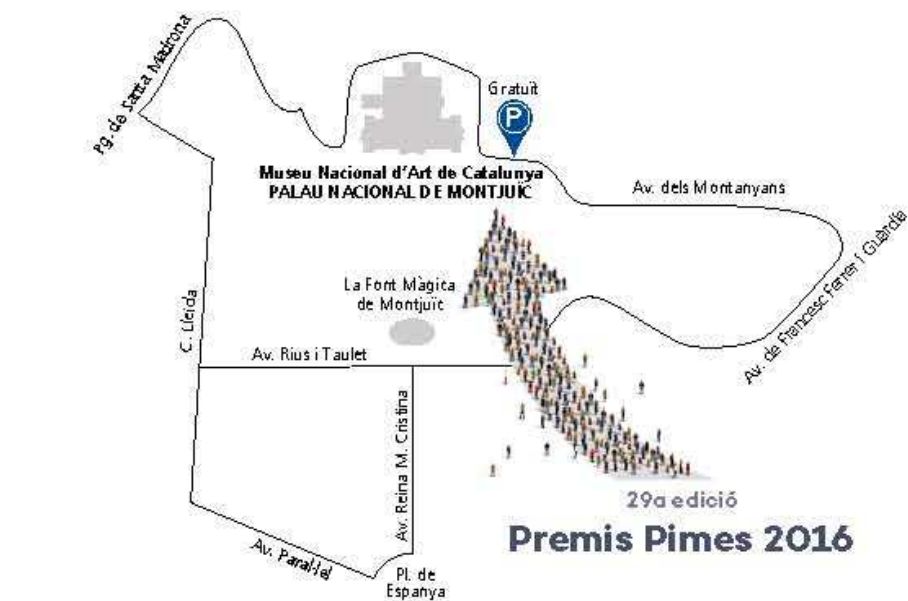 Pg. de Santa Madrona
Gratuït
P
Museu Nacional d'Art de Catalunya
PALAU NACIONAL DE MONTJUÏC
Av. dels Montanyans
Av. de Francesc Ferrer i Guàrdia
La Font Màgica
de Montjuïc
C. Lleida
Av. Rius i Taulet
Av. Reina M. Cristina
Av. Paral·lel
Pl. de
Espanya
29a edició
Premis Pimes 2016